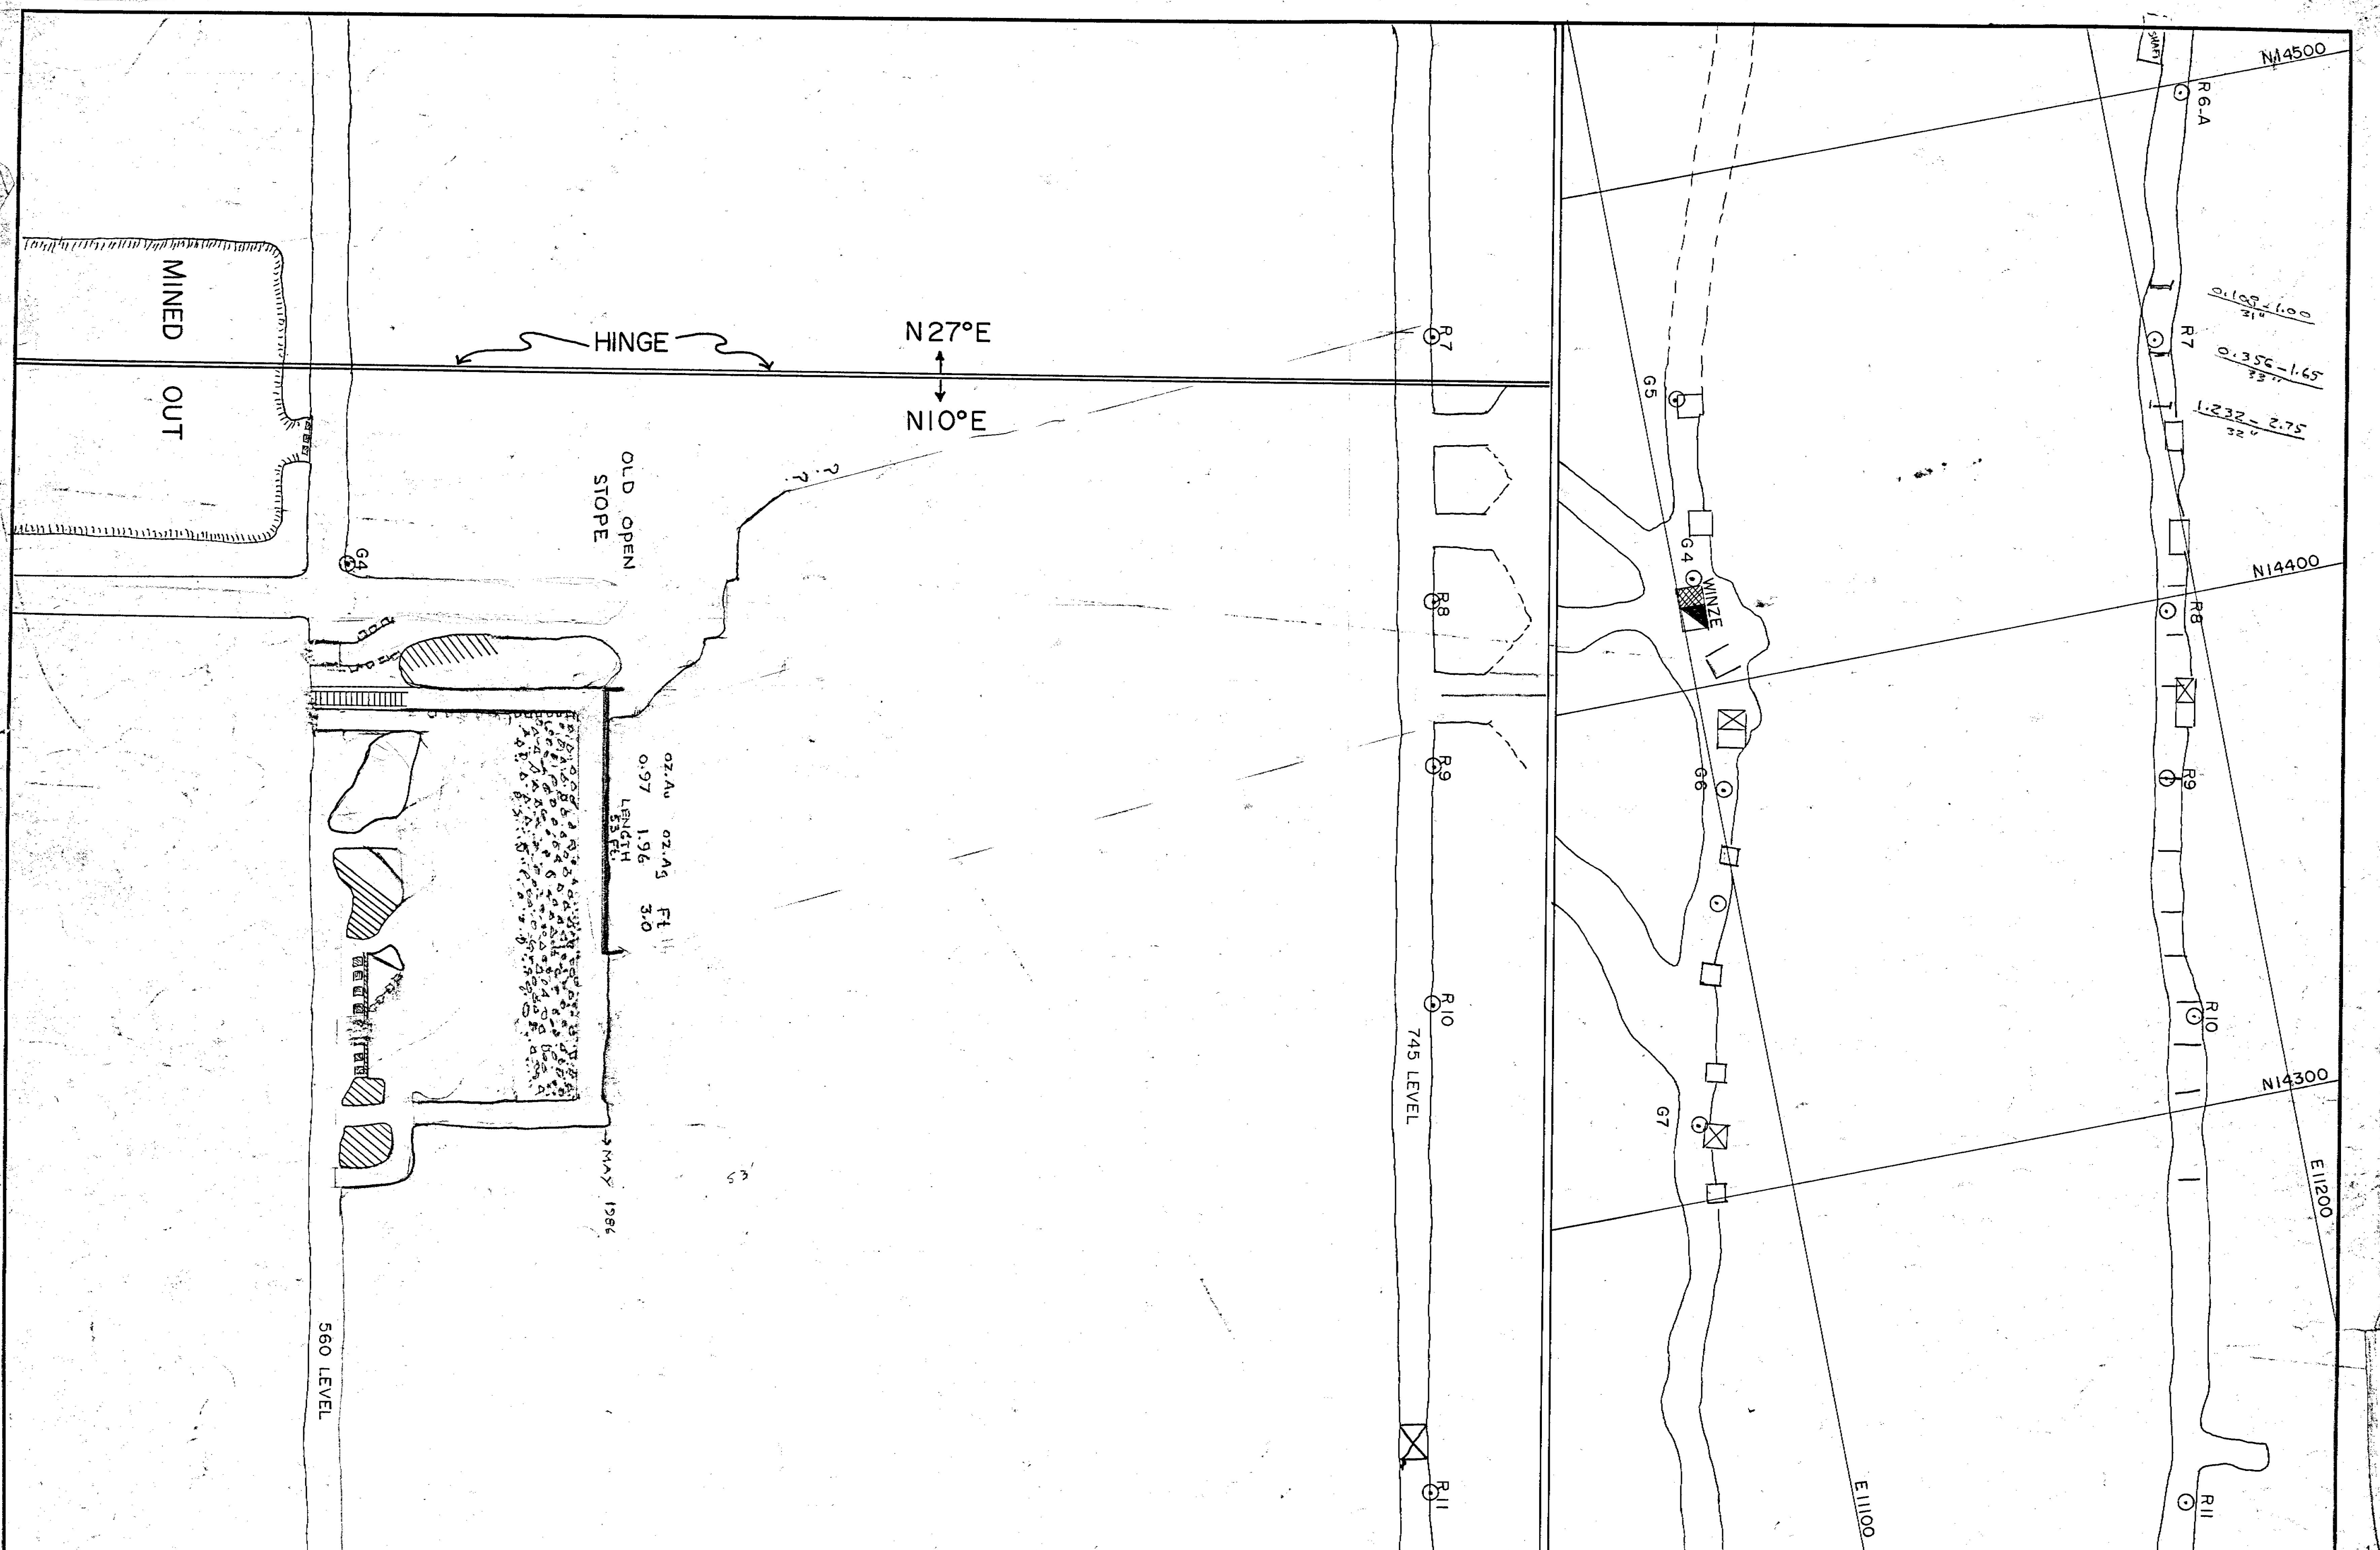 SHAFT
N14500
R6-A
0.100-1.00
31"
R7
0.356-1.65
33"
1.232-2.75
32"
N14400
R8
R9
R10
N14300
E11200
R11
G5
G4
WINZE
G6
G7
E11100
R7
R8
R9
R10
745 LEVEL
R11
N27°E
HINGE
N10°E
MINED OUT
OLD OPEN
STOPE
? ?
G4
OZ.Au OZ.Ag Ft
0.97 1.96 3.0
LENGTH
53 Ft.
MAY 1986
53'
560 LEVEL